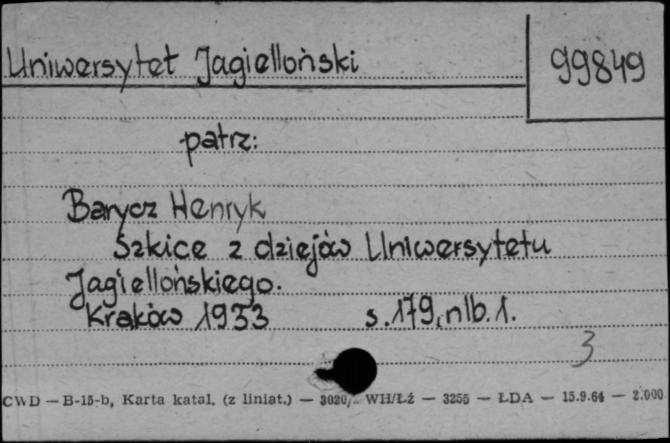 Uniwersytet Jagielloński
99849
patrz:
Barycz Henryk
Szkice z dziejów Uniwersytetu
Jagiellońskiego.
Kraków 1933 s. 179, nlb. 1.
3
CWD — B-15-b, Karta katal. (z liniat.) — 3020/. WH/Łź — 3255 — ŁDA — 15.9.64 — 2.000